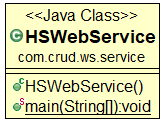 <<Java Class>>
HSWebService
com.crud.ws.service
HSWebService()
main(String[]):void